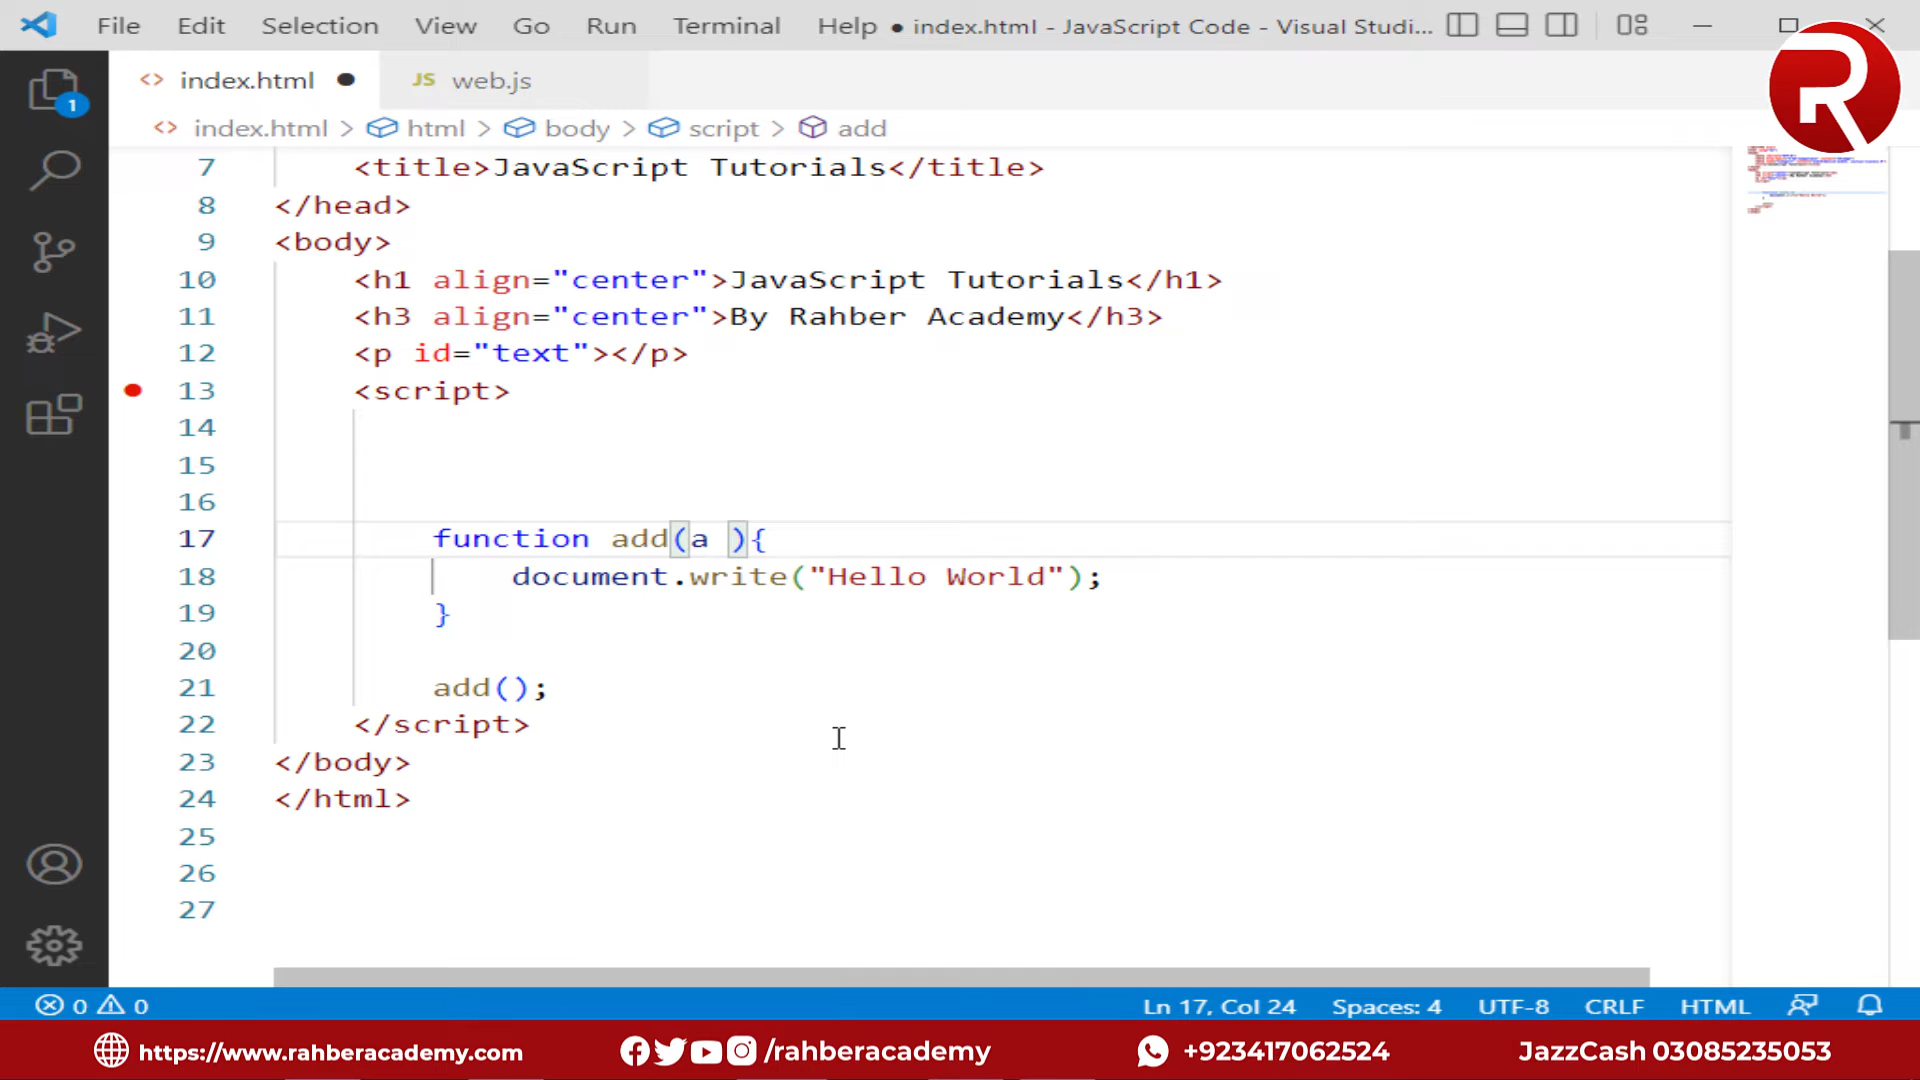 File Edit Selection View Go Run Terminal Help ● index.html - JavaScript Code - Visual Studi...
R
<> index.html ● JS web.js
1
<> index.html > html > body > script > add
7 <title>JavaScript Tutorials</title>
8 </head>
9 <body>
10 <h1 align="center">JavaScript Tutorials</h1>
11 <h3 align="center">By Rahber Academy</h3>
12 <p id="text"></p>
13 <script>
14
15
16
17 function add(a ){
18 document.write("Hello World");
19 }
20
21 add();
22 </script>
23 </body>
24 </html>
25
26
27
0 0 Ln 17, Col 24 Spaces: 4 UTF-8 CRLF HTML
https://www.rahberacademy.com /rahberacademy +923417062524 JazzCash 03085235053